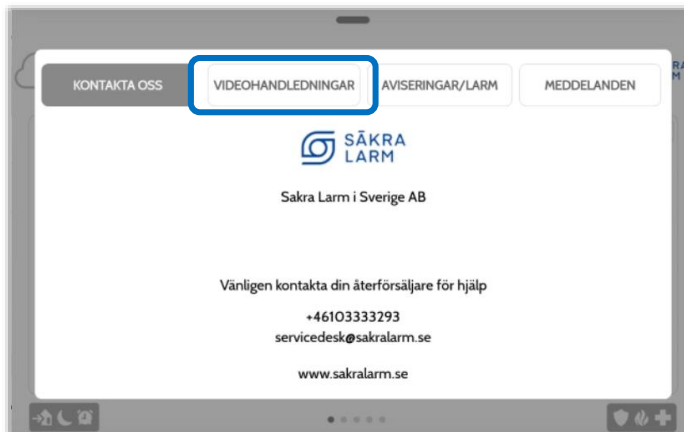 KONTAKTA OSS VIDEOHANDLEDNINGAR AVISERINGAR/LARM MEDDELANDEN
SĀKRA
LARM
Sakra Larm i Sverige AB
Vänligen kontakta din återförsäljare för hjälp
+46103333293
servicedesk@sakralarm.se
www.sakralarm.se